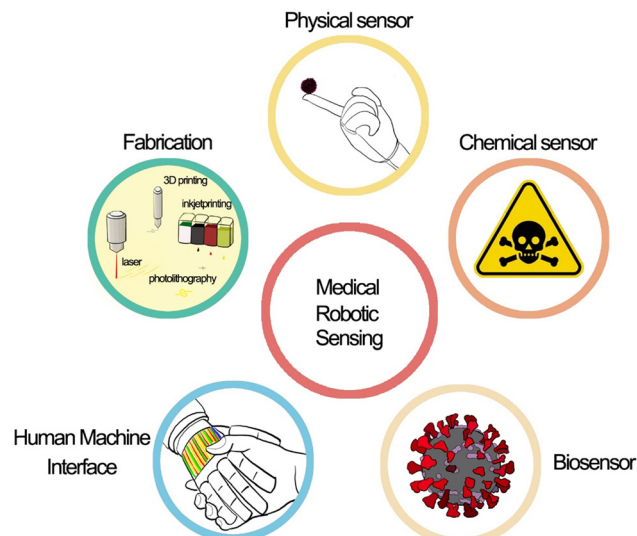 Physical sensor
Fabrication
Chemical sensor
3D printing
inkjetprinting
laser
photolithography
Medical
Robotic
Sensing
Human Machine
Interface
Biosensor